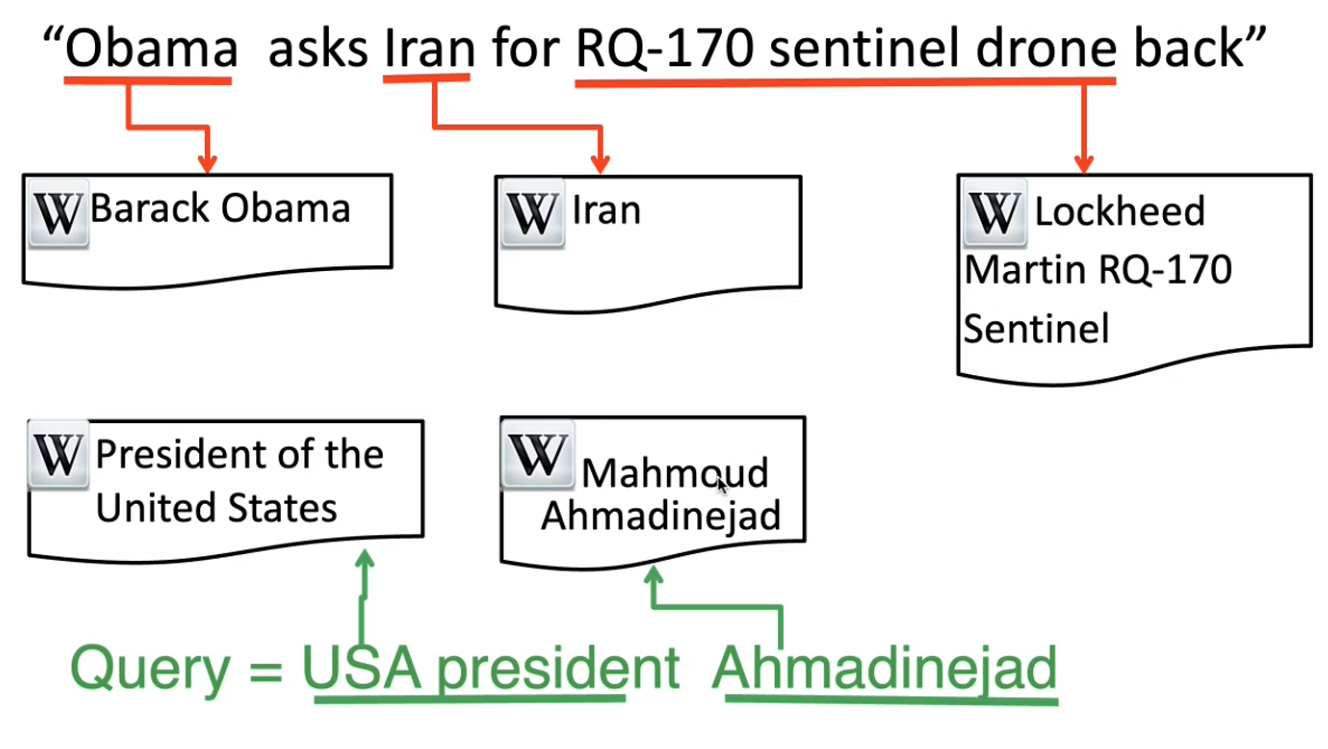 “Obama asks Iran for RQ-170 sentinel drone back”
W Barack Obama
W Iran
W Lockheed
Martin RQ-170
Sentinel
W President of the
United States
W Mahmoud
Ahmadinejad
Query = USA president Ahmadinejad